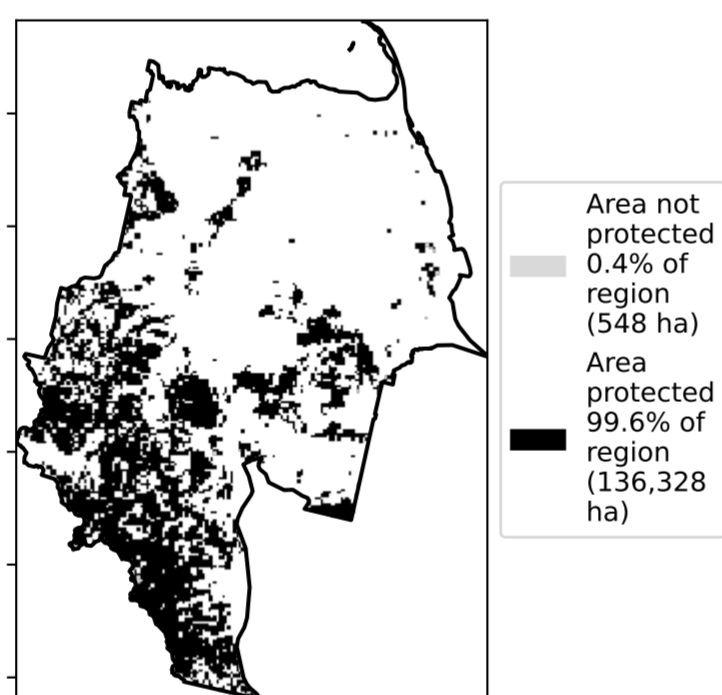 Area not
protected
0.4% of
region
(548 ha)
Area
protected
99.6% of
region
(136,328
ha)